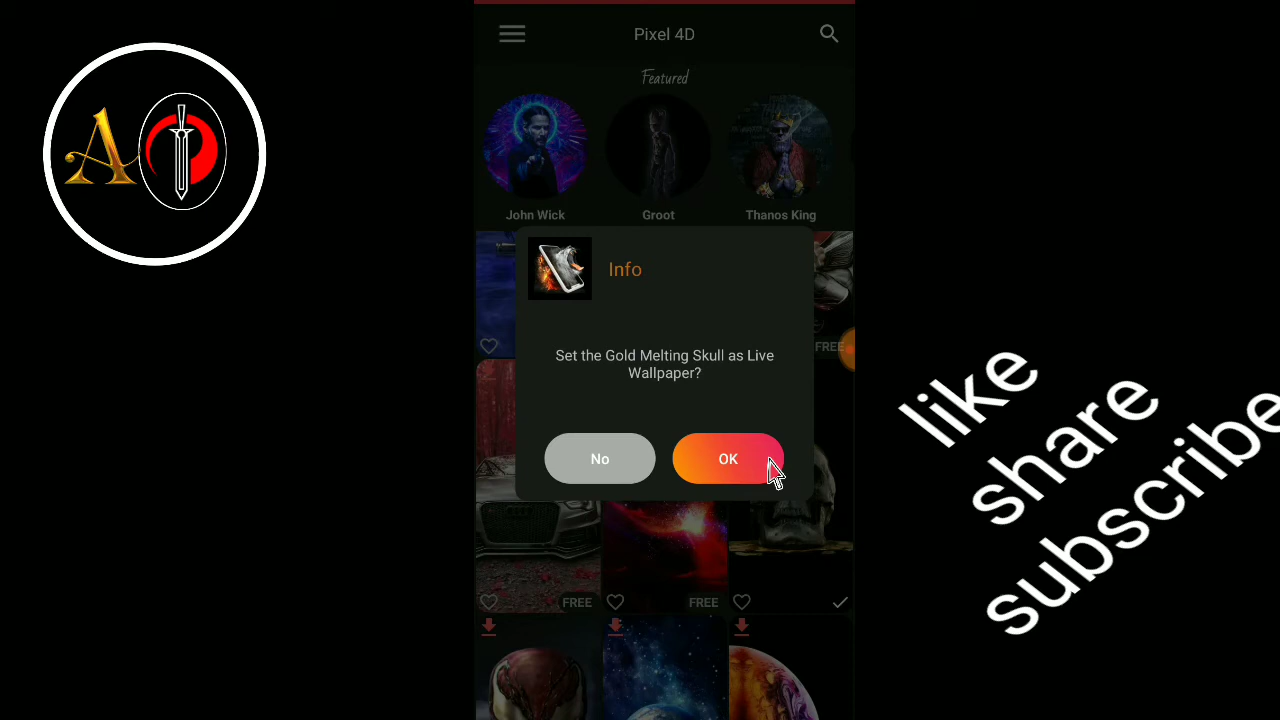 Pixel 4D
Featured
John Wick
Groot
Thanos King
Info
Set the Gold Melting Skull as Live
Wallpaper?
No
OK
FREE
FREE
FREE
A
like
share
subscribe